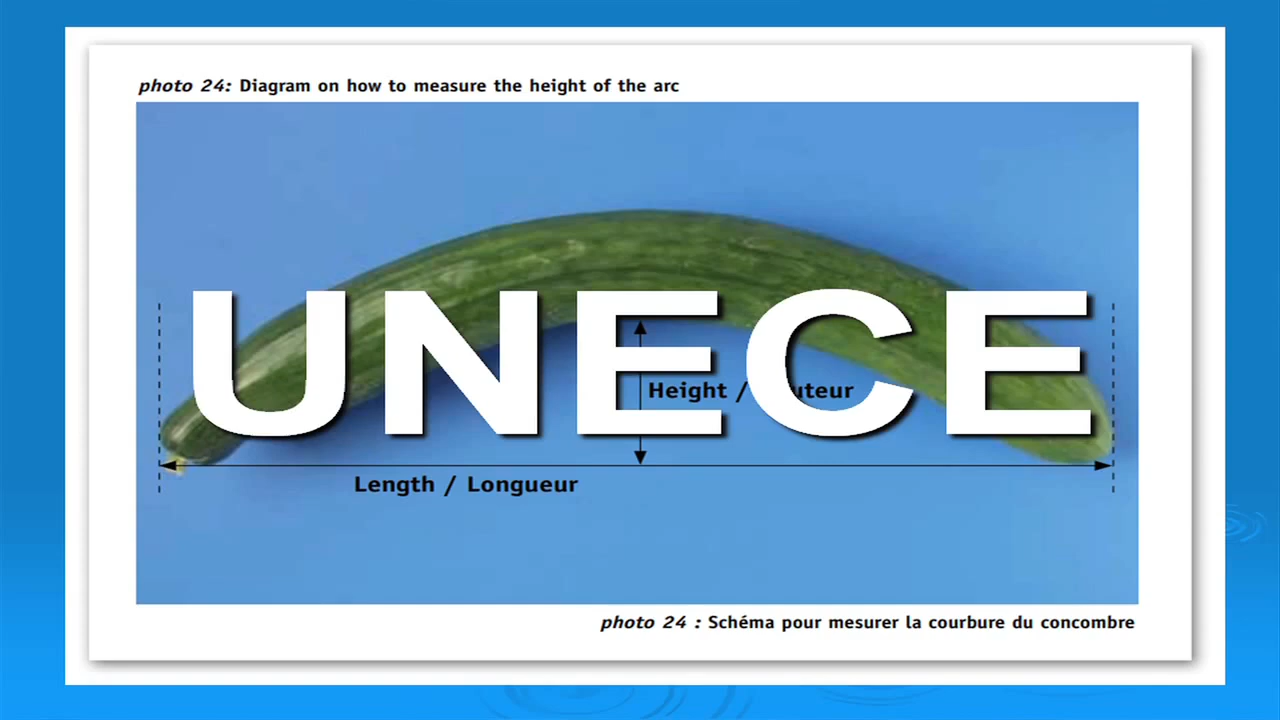 photo 24: Diagram on how to measure the height of the arc
UNECE
Height /
Length / Longueur
photo 24 : Schéma pour mesurer la courbure du concombre